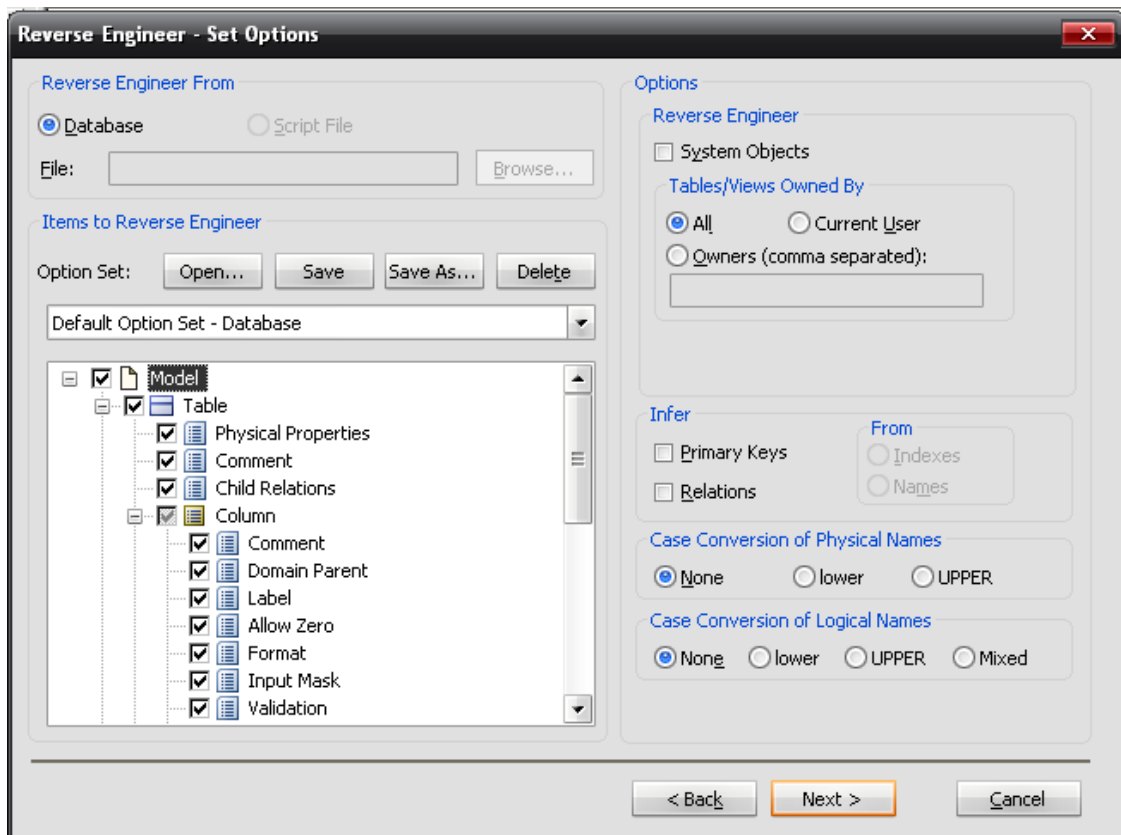 Reverse Engineer - Set Options
Reverse Engineer From
Database Script File
File: Browse...
Items to Reverse Engineer
Option Set: Open... Save Save As... Delete
Default Option Set - Database
Model
Table
Physical Properties
Comment
Child Relations
Column
Comment
Domain Parent
Label
Allow Zero
Format
Input Mask
Validation
Options
Reverse Engineer
System Objects
Tables/Views Owned By
All Current User
Owners (comma separated):
Infer
Primary Keys
Relations
From
Indexes
Names
Case Conversion of Physical Names
None lower UPPER
Case Conversion of Logical Names
None lower UPPER Mixed
< Back Next > Cancel